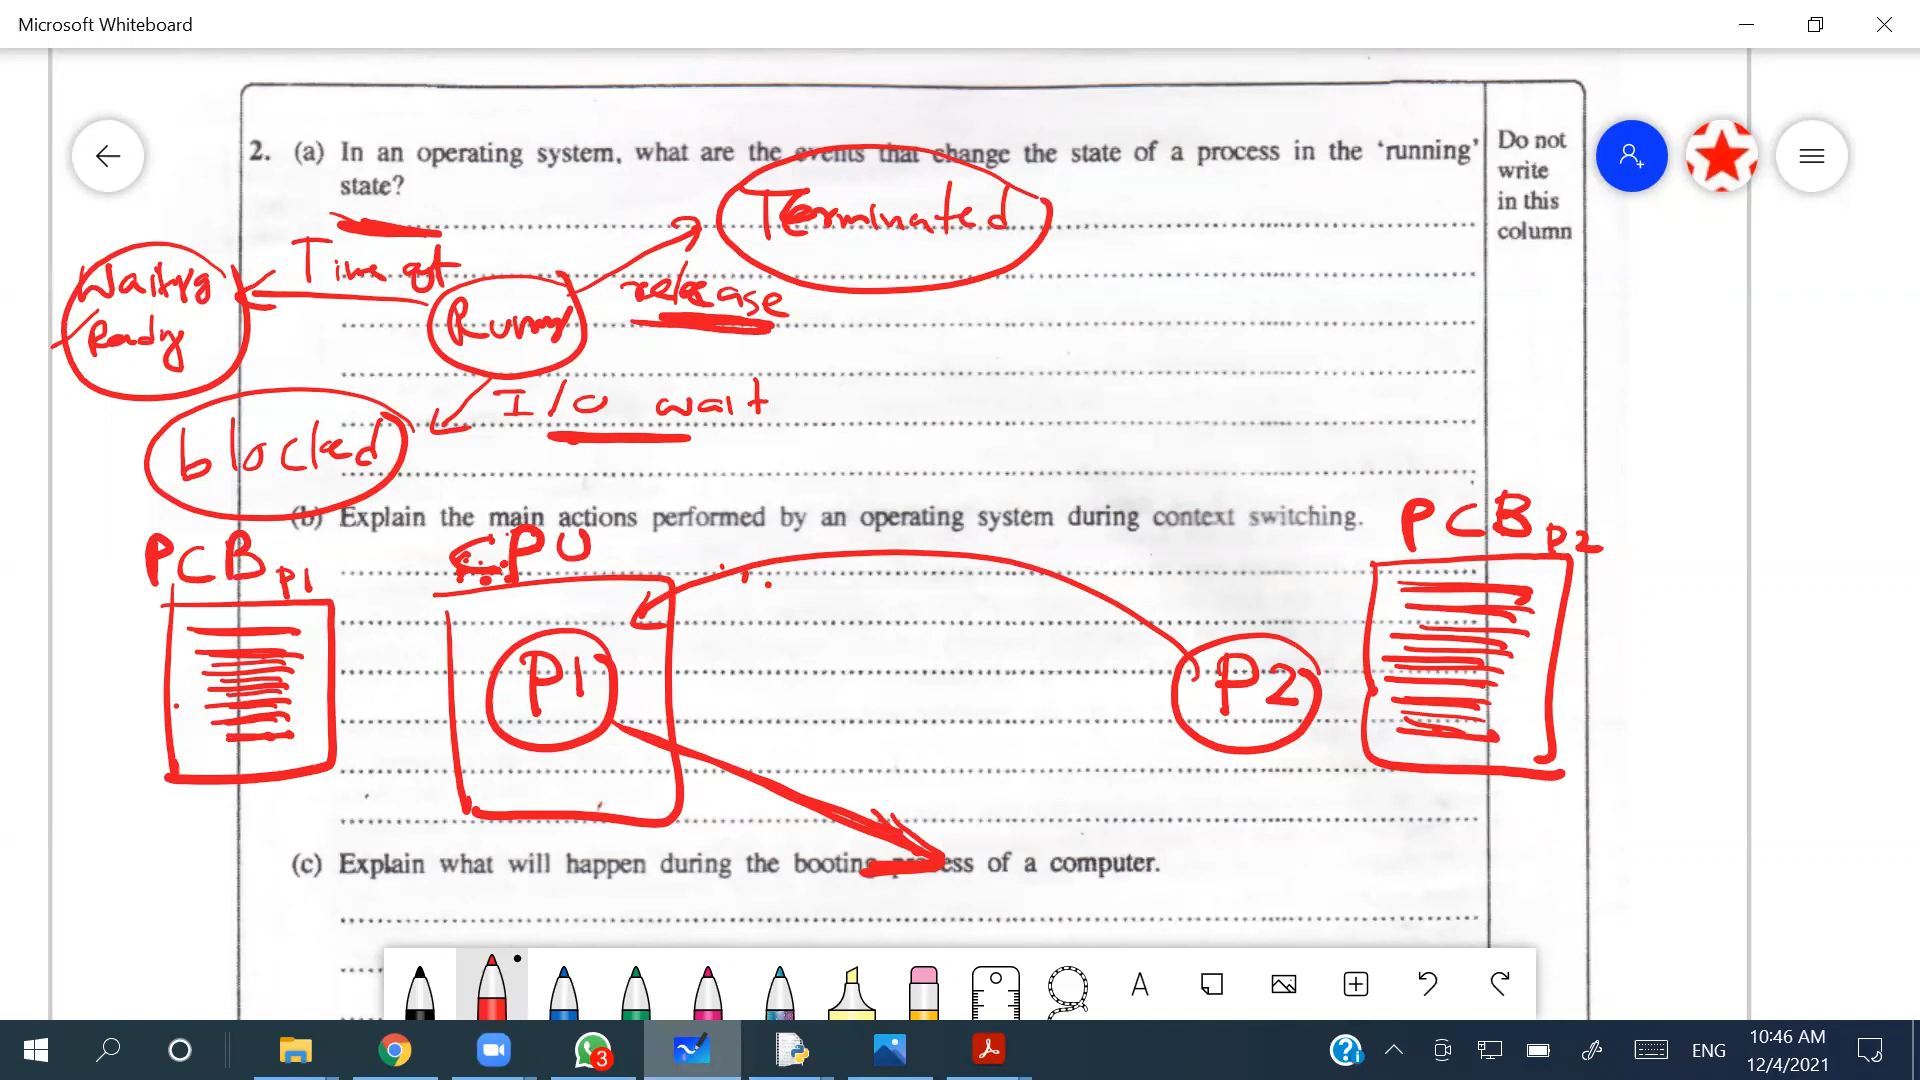 Microsoft Whiteboard
2. (a) In an operating system, what are the events that change the state of a process in the ‘running’ state?
Do not
write
in this
column
Terminated
Time out
Waiting
Ready
release
Running
I/O wait
blocked
(b) Explain the main actions performed by an operating system during context switching.
PCB P1
CPU
PCB P2
P1
P2
(c) Explain what will happen during the booting process of a computer.
A
3
ENG
10:46 AM
12/4/2021